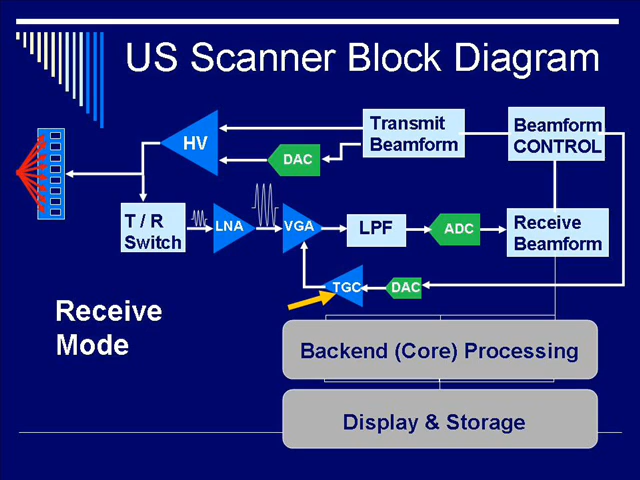 US Scanner Block Diagram
Transmit
Beamform
Beamform
CONTROL
HV
DAC
T / R
Switch
LNA
VGA
LPF
ADC
Receive
Beamform
TGC
DAC
Receive
Mode
Backend (Core) Processing
Display & Storage